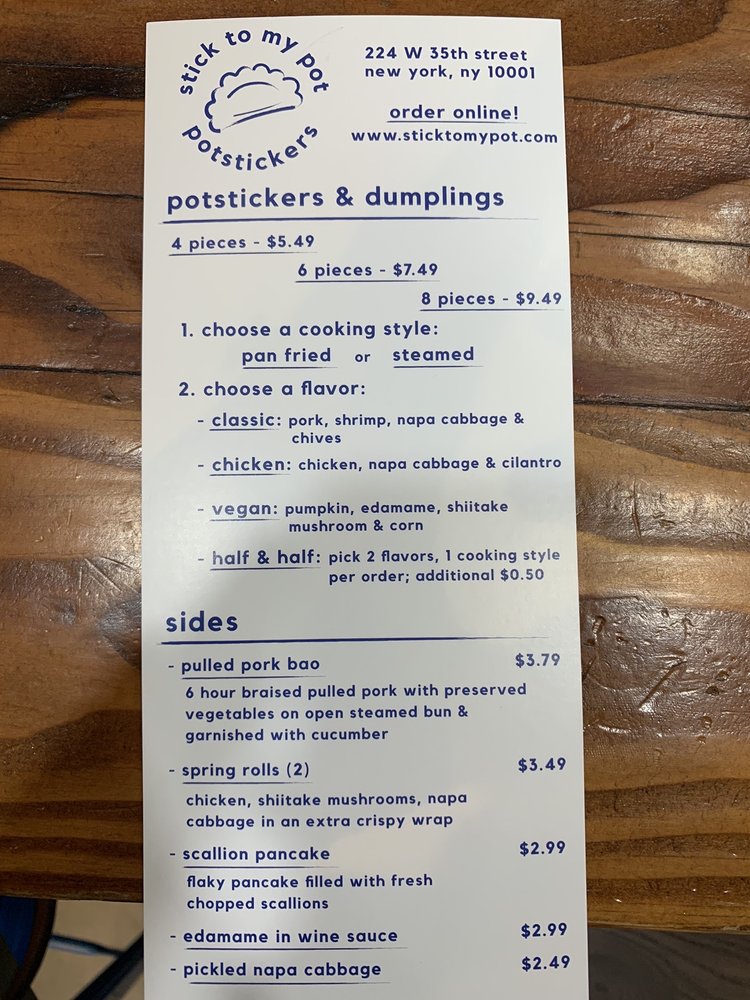 stick to my pot
potstickers
224 W 35th street
new york, ny 10001
order online!
www.sticktomypot.com
potstickers & dumplings
4 pieces - $5.49
6 pieces - $7.49
8 pieces - $9.49
1. choose a cooking style:
pan fried or steamed
2. choose a flavor:
- classic: pork, shrimp, napa cabbage &
chives
- chicken: chicken, napa cabbage & cilantro
- vegan: pumpkin, edamame, shiitake
mushroom & corn
- half & half: pick 2 flavors, 1 cooking style
per order; additional $0.50
sides
- pulled pork bao $3.79
6 hour braised pulled pork with preserved
vegetables on open steamed bun &
garnished with cucumber
- spring rolls (2) $3.49
chicken, shiitake mushrooms, napa
cabbage in an extra crispy wrap
- scallion pancake $2.99
flaky pancake filled with fresh
chopped scallions
- edamame in wine sauce $2.99
- pickled napa cabbage $2.49